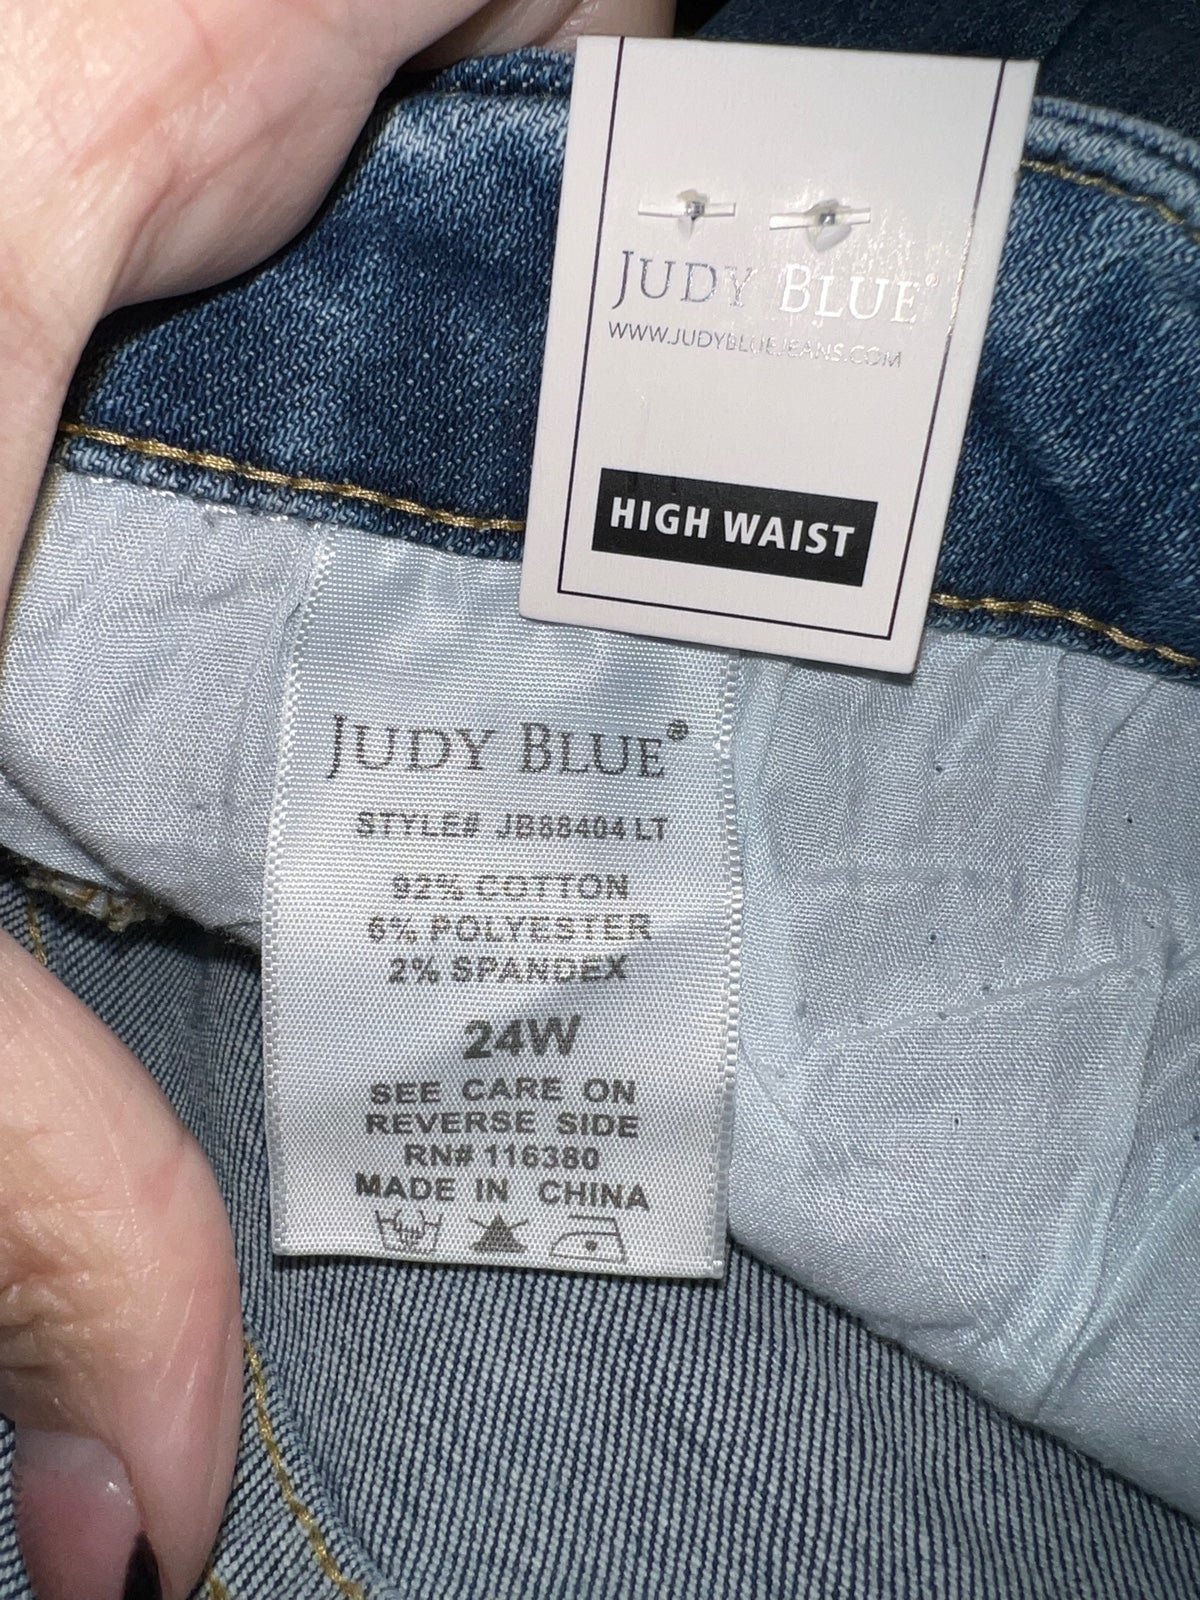 JUDY BLUE®
WWW.JUDYBLUEJEANS.COM
HIGH WAIST
JUDY BLUE®
STYLE# JB88404 LT
92% COTTON
6% POLYESTER
2% SPANDEX
24W
SEE CARE ON
REVERSE SIDE
RN# 116380
MADE IN CHINA